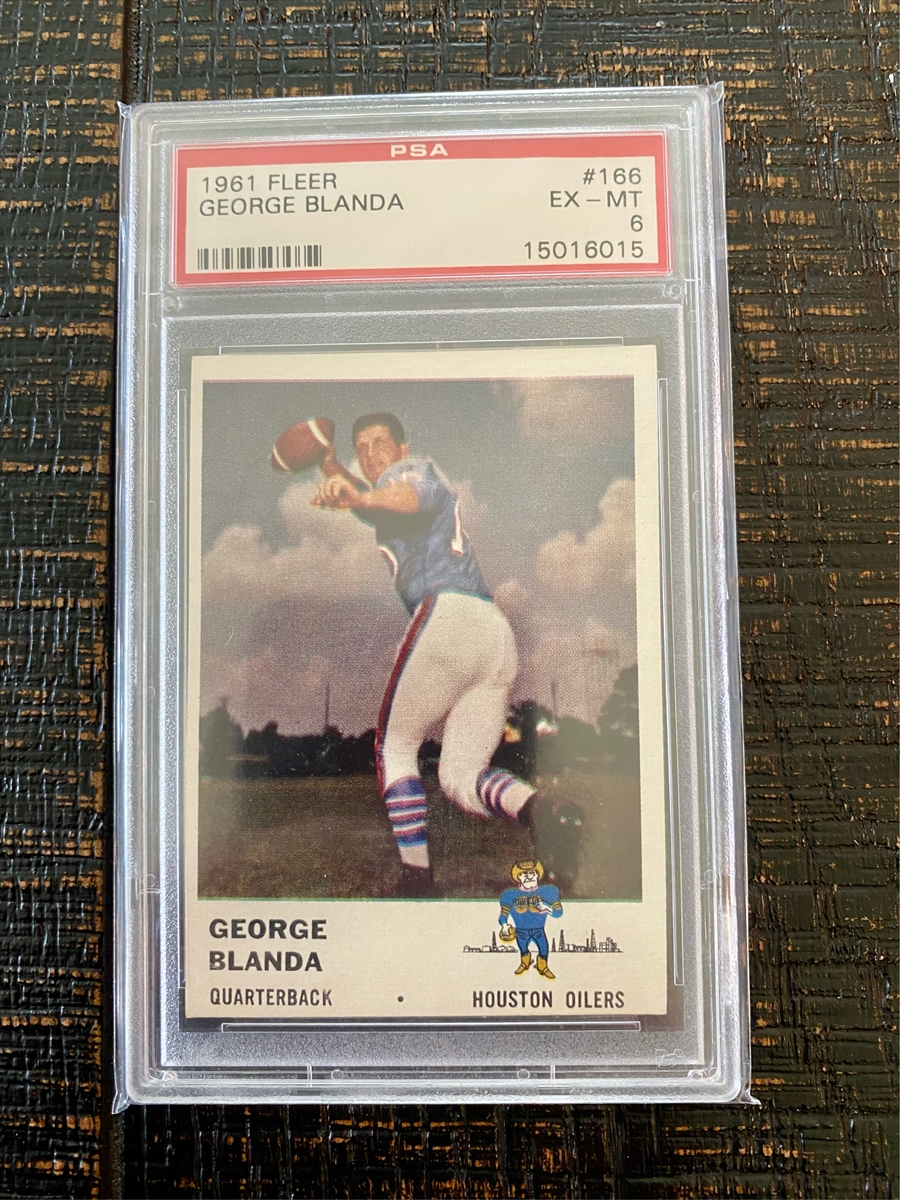 PSA
1961 FLEER
#166
GEORGE BLANDA
EX – MT
6
15016015
GEORGE
BLANDA
QUARTERBACK • HOUSTON OILERS